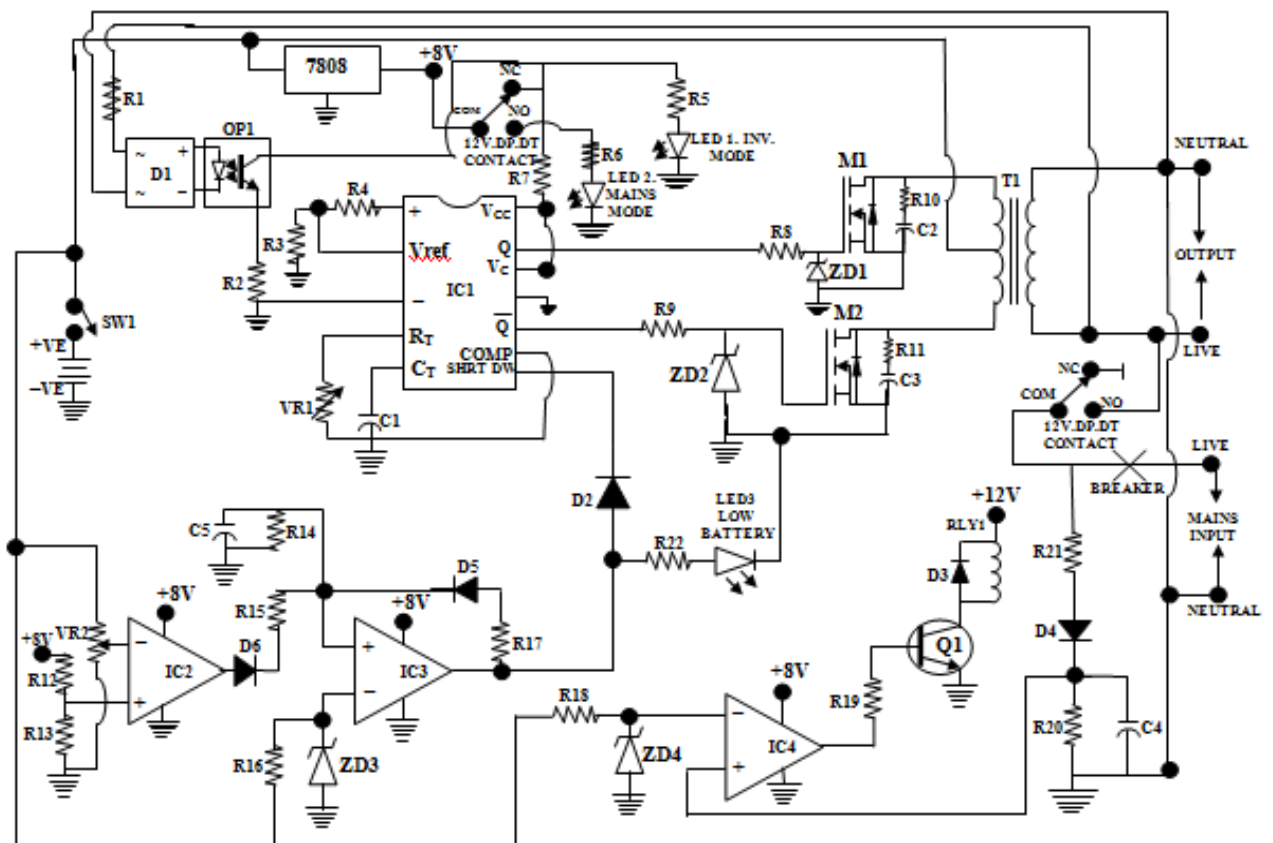 7808
+8V
NC
COM
NO
12V.DP.DT
CONTACT
R1
OP1
~
~
+
−
D1
R5
LED 1. INV.
MODE
R6
LED 2.
MAINS
MODE
R7
R4
R3
R2
+
Vref
−
RT
CT
IC1
VCC
Q
VC
Q̅
COMP
SHRT DW
M1
R10
C2
R8
ZD1
T1
NEUTRAL
OUTPUT
LIVE
M2
R9
R11
C3
ZD2
SW1
+VE
−VE
VR1
C1
NC
COM
NO
12V.DP.DT
CONTACT
LIVE
BREAKER
MAINS
INPUT
NEUTRAL
D2
LED3
LOW
BATTERY
R22
+12V
RLY1
D3
R21
D4
Q1
R19
R20
C4
C5
R14
D5
R17
+8V
R15
D6
+8V
VR2
+8V
R12
R13
−
+
IC2
+
−
IC3
R16
ZD3
R18
ZD4
+8V
−
+
IC4